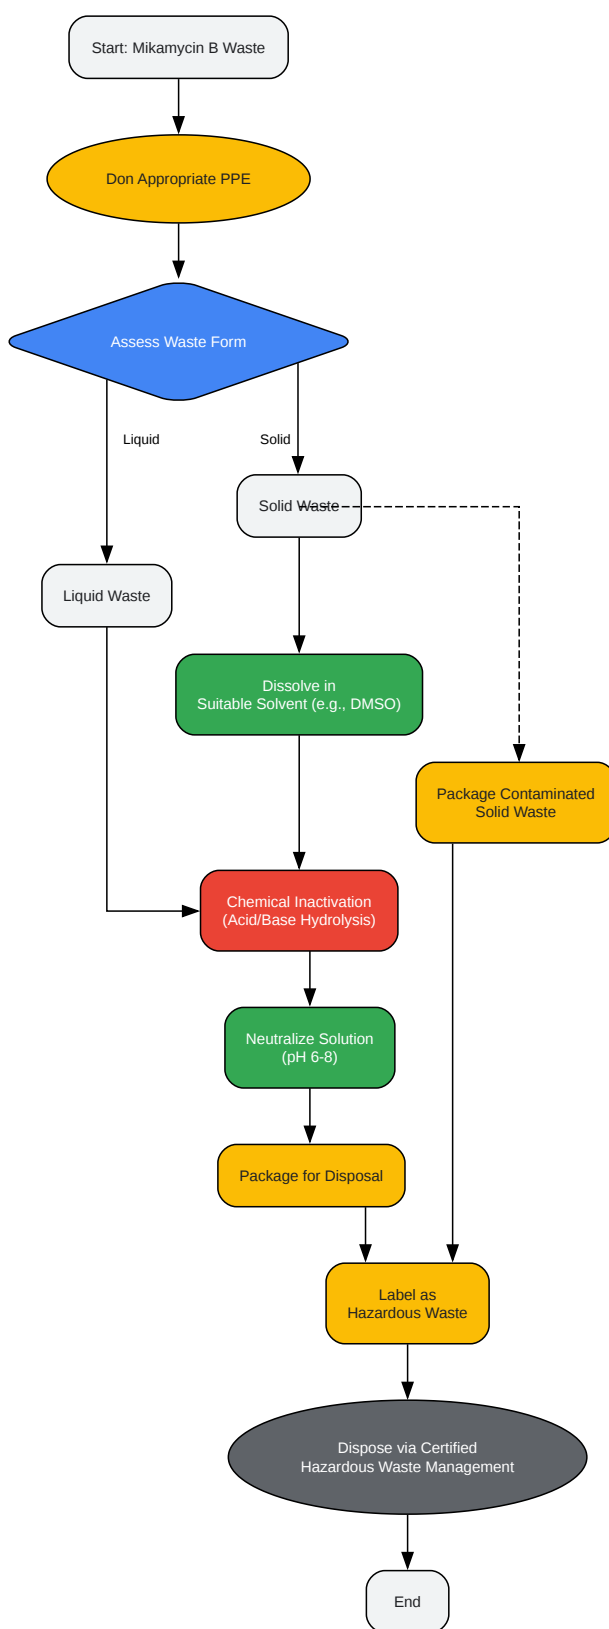 Start: Mikamycin B Waste
Don Appropriate PPE
Assess Waste Form
Liquid
Solid
Solid Waste
Liquid Waste
Dissolve in
Suitable Solvent (e.g., DMSO)
Package Contaminated
Solid Waste
Chemical Inactivation
(Acid/Base Hydrolysis)
Neutralize Solution
(pH 6-8)
Package for Disposal
Label as
Hazardous Waste
Dispose via Certified
Hazardous Waste Management
End